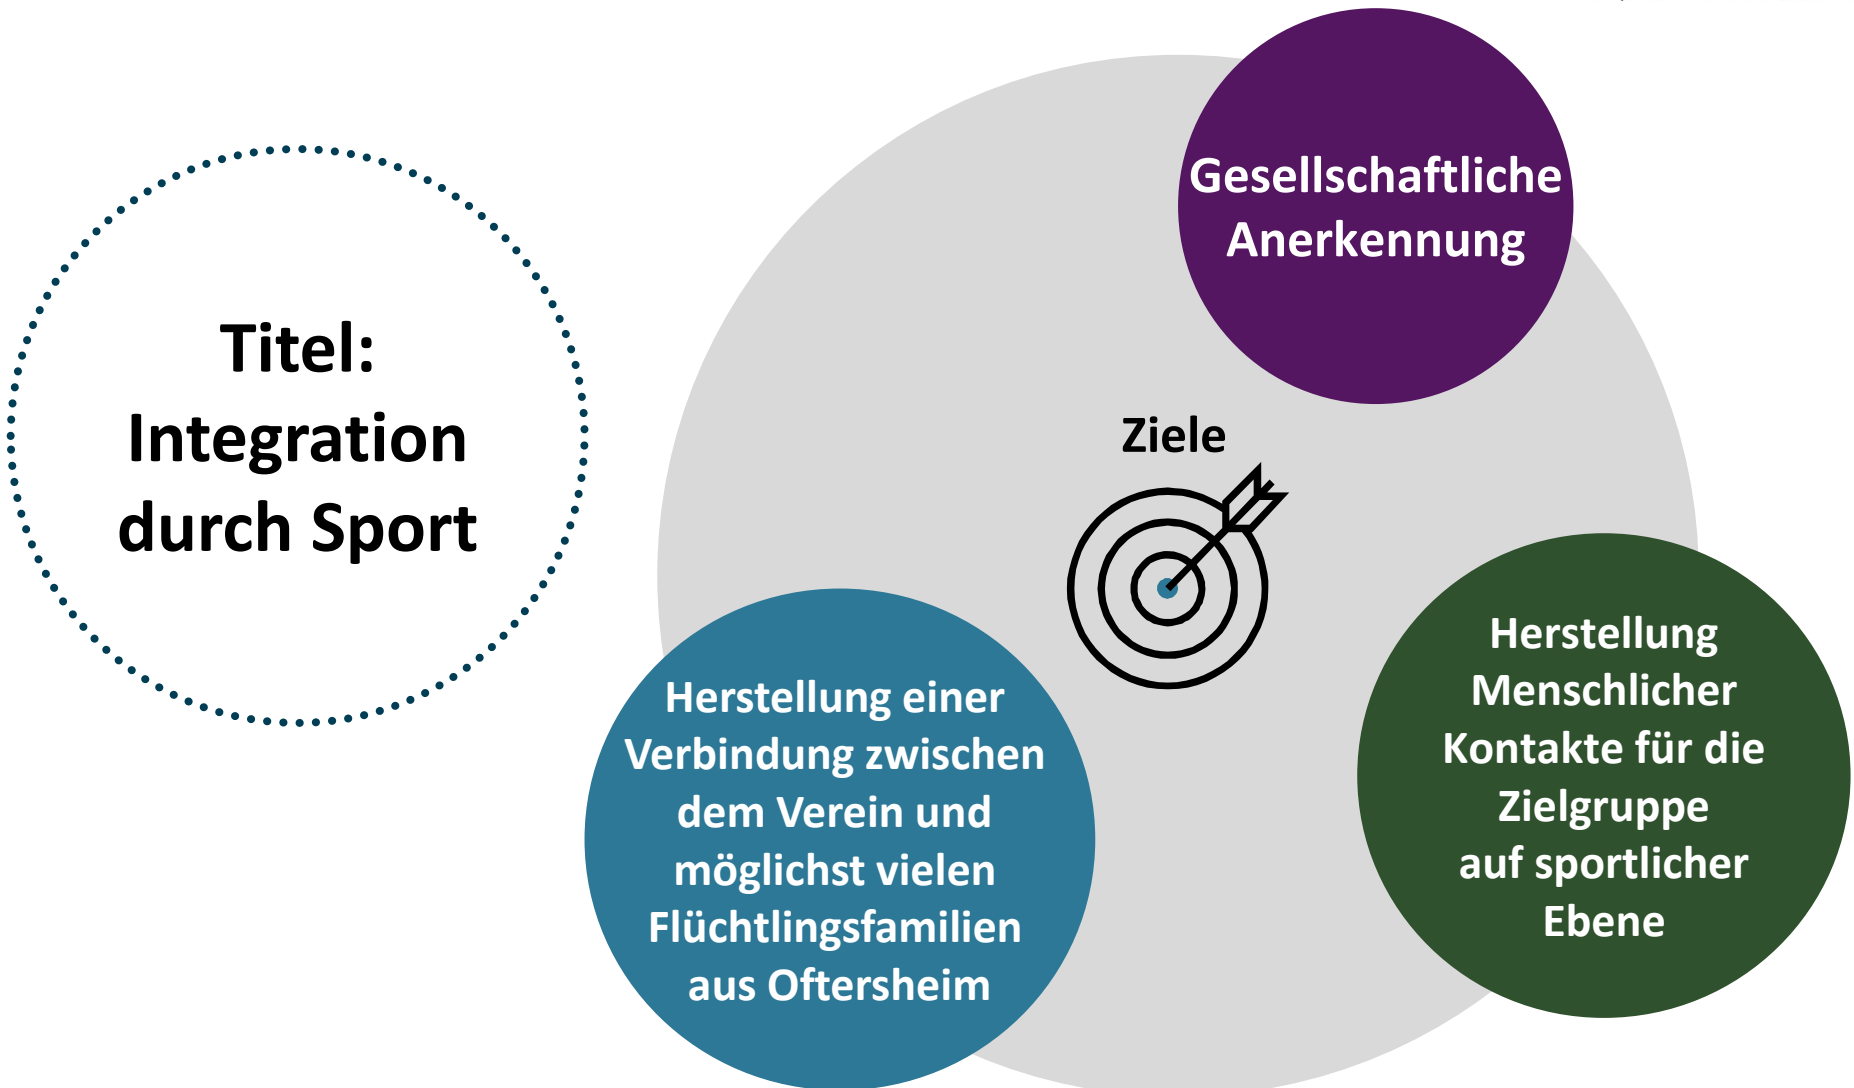 Titel:
Integration
durch Sport
Gesellschaftliche
Anerkennung
Ziele
Herstellung einer
Verbindung zwischen
dem Verein und
möglichst vielen
Flüchtlingsfamilien
aus Oftersheim
Herstellung
Menschlicher
Kontakte für die
Zielgruppe
auf sportlicher
Ebene